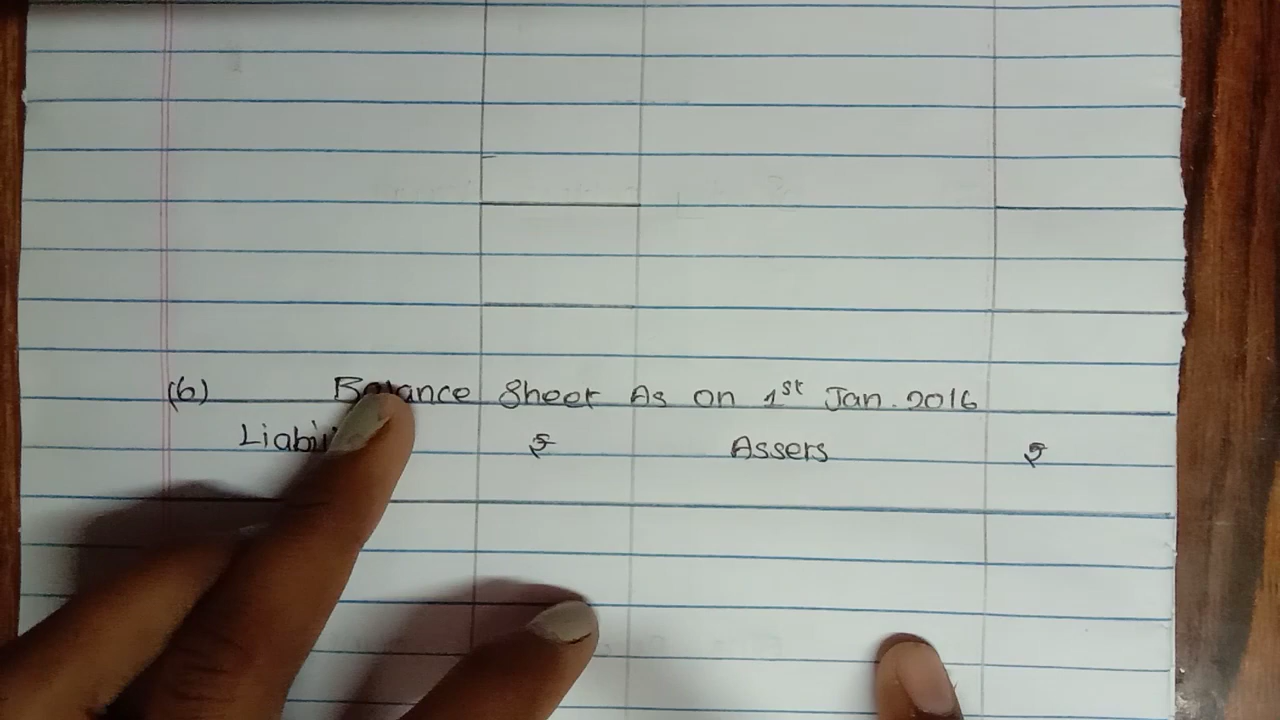 (6) Balance Sheet As on 1st Jan. 2016
₹ Assers ₹